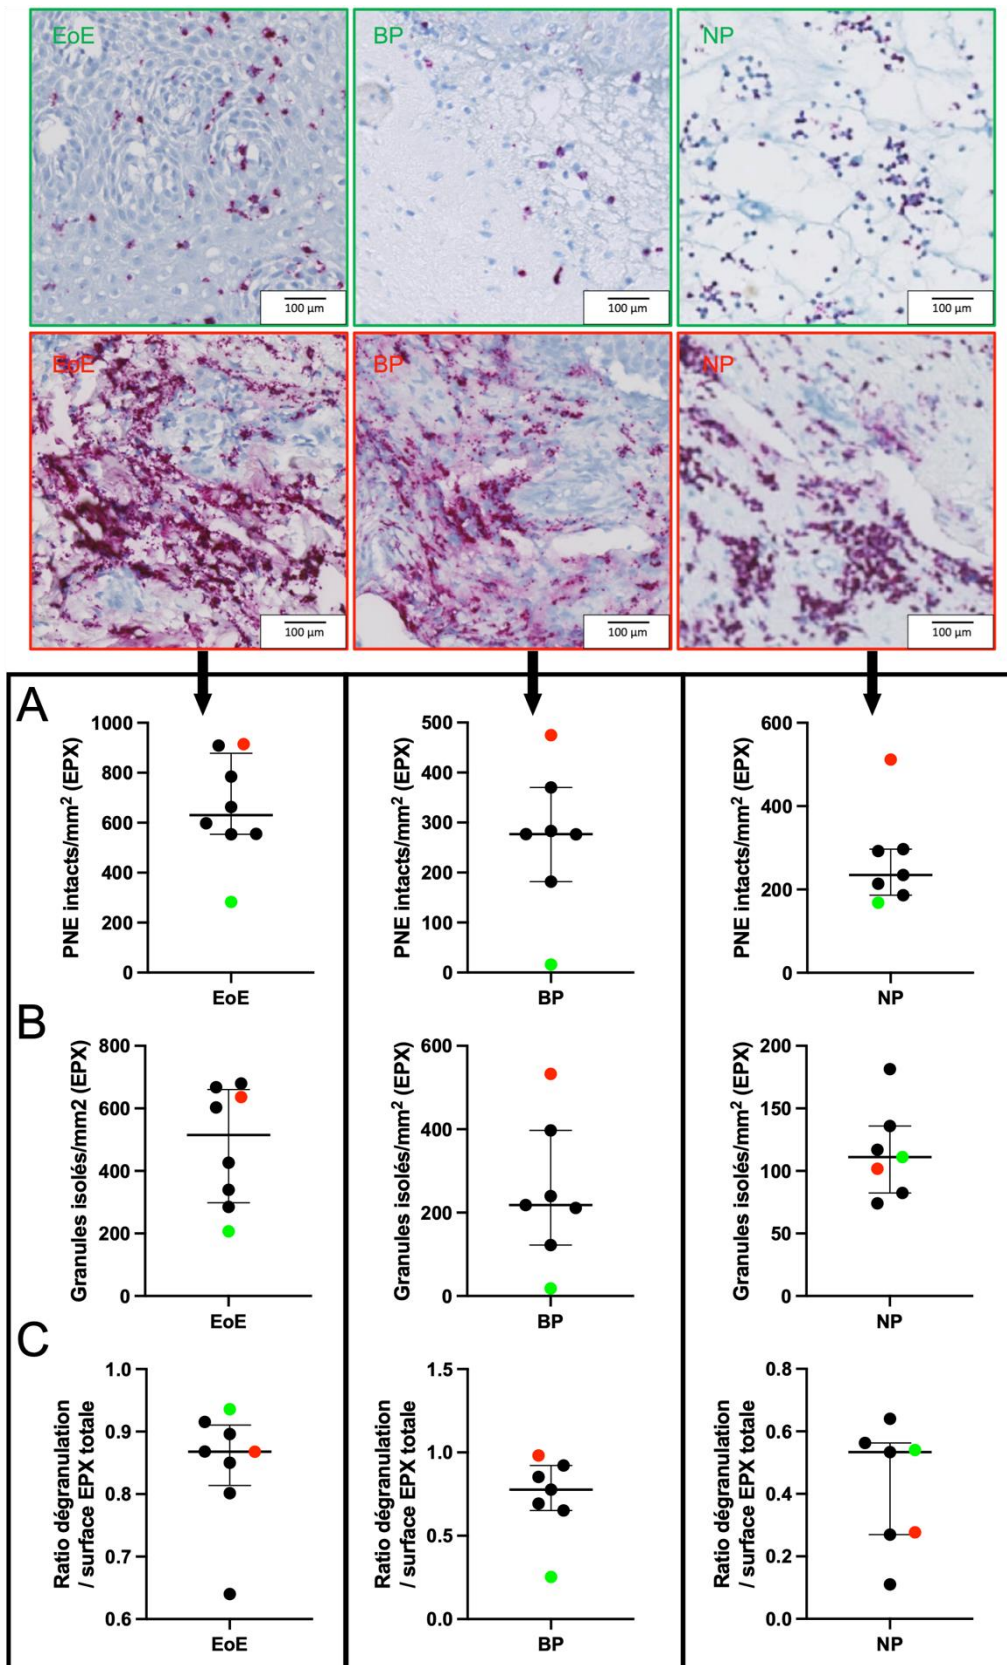 EoE BP NP
100 µm 100 µm 100 µm
EoE BP NP
100 µm 100 µm 100 µm
A
PNE intacts/mm² (EPX)
1000
800
600
400
200
0
EoE
PNE intacts/mm² (EPX)
500
400
300
200
100
0
BP
PNE intacts/mm² (EPX)
600
400
200
0
NP
B
Granules isolés/mm2 (EPX)
800
600
400
200
0
EoE
Granules isolés/mm² (EPX)
600
400
200
0
BP
Granules isolés/mm² (EPX)
200
150
100
50
0
NP
C
Ratio dégranulation
/ surface EPX totale
1.0
0.9
0.8
0.7
0.6
EoE
Ratio dégranulation
/ surface EPX totale
1.5
1.0
0.5
0.0
BP
Ratio dégranulation
/ surface EPX totale
0.8
0.6
0.4
0.2
0.0
NP